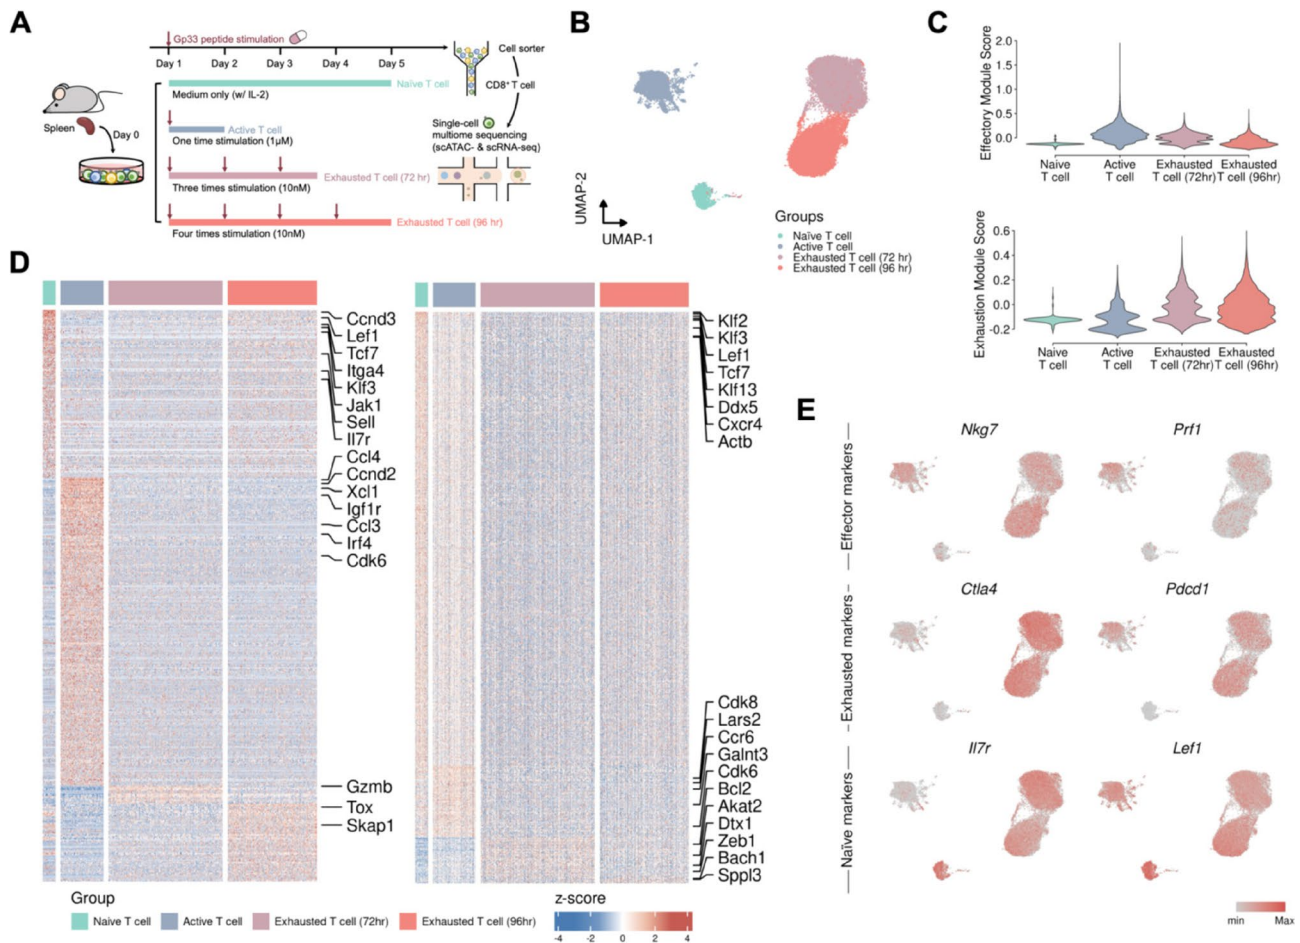 A
Gp33 peptide stimulation
Day 1 Day 2 Day 3 Day 4 Day 5
Naïve T cell
Medium only (w/ IL-2)
Spleen
Day 0
Active T cell
One time stimulation (1µM)
Exhausted T cell (72 hr)
Three times stimulation (10nM)
Exhausted T cell (96 hr)
Four times stimulation (10nM)
Cell sorter
CD8+ T cell
Single-cell
multiome sequencing
(scATAC- & scRNA-seq)
B
UMAP-2
UMAP-1
Groups
Naïve T cell
Active T cell
Exhausted T cell (72 hr)
Exhausted T cell (96 hr)
C
Effectory Module Score
2.0
1.5
1.0
0.5
0.0
Naive Active Exhausted Exhausted
T cell T cell T cell (72hr) T cell (96hr)
Exhaustion Module Score
0.6
0.4
0.2
0.0
-0.2
Naive Active Exhausted Exhausted
T cell T cell T cell (72hr) T cell (96hr)
D
Ccnd3
Lef1
Tcf7
Itga4
Klf3
Jak1
Sell
Il7r
Ccl4
Ccnd2
Xcl1
Igf1r
Ccl3
Irf4
Cdk6
Gzmb
Tox
Skap1
Klf2
Klf3
Lef1
Tcf7
Klf13
Ddx5
Cxcr4
Actb
Cdk8
Lars2
Ccr6
Galnt3
Cdk6
Bcl2
Akat2
Dtx1
Zeb1
Bach1
Sppl3
Group
Naive T cell Active T cell Exhausted T cell (72hr) Exhausted T cell (96hr)
z-score
-4 -2 0 2 4
E
Effector markers
Nkg7 Prf1
Exhausted markers
Ctla4 Pdcd1
Naïve markers
Il7r Lef1
min Max